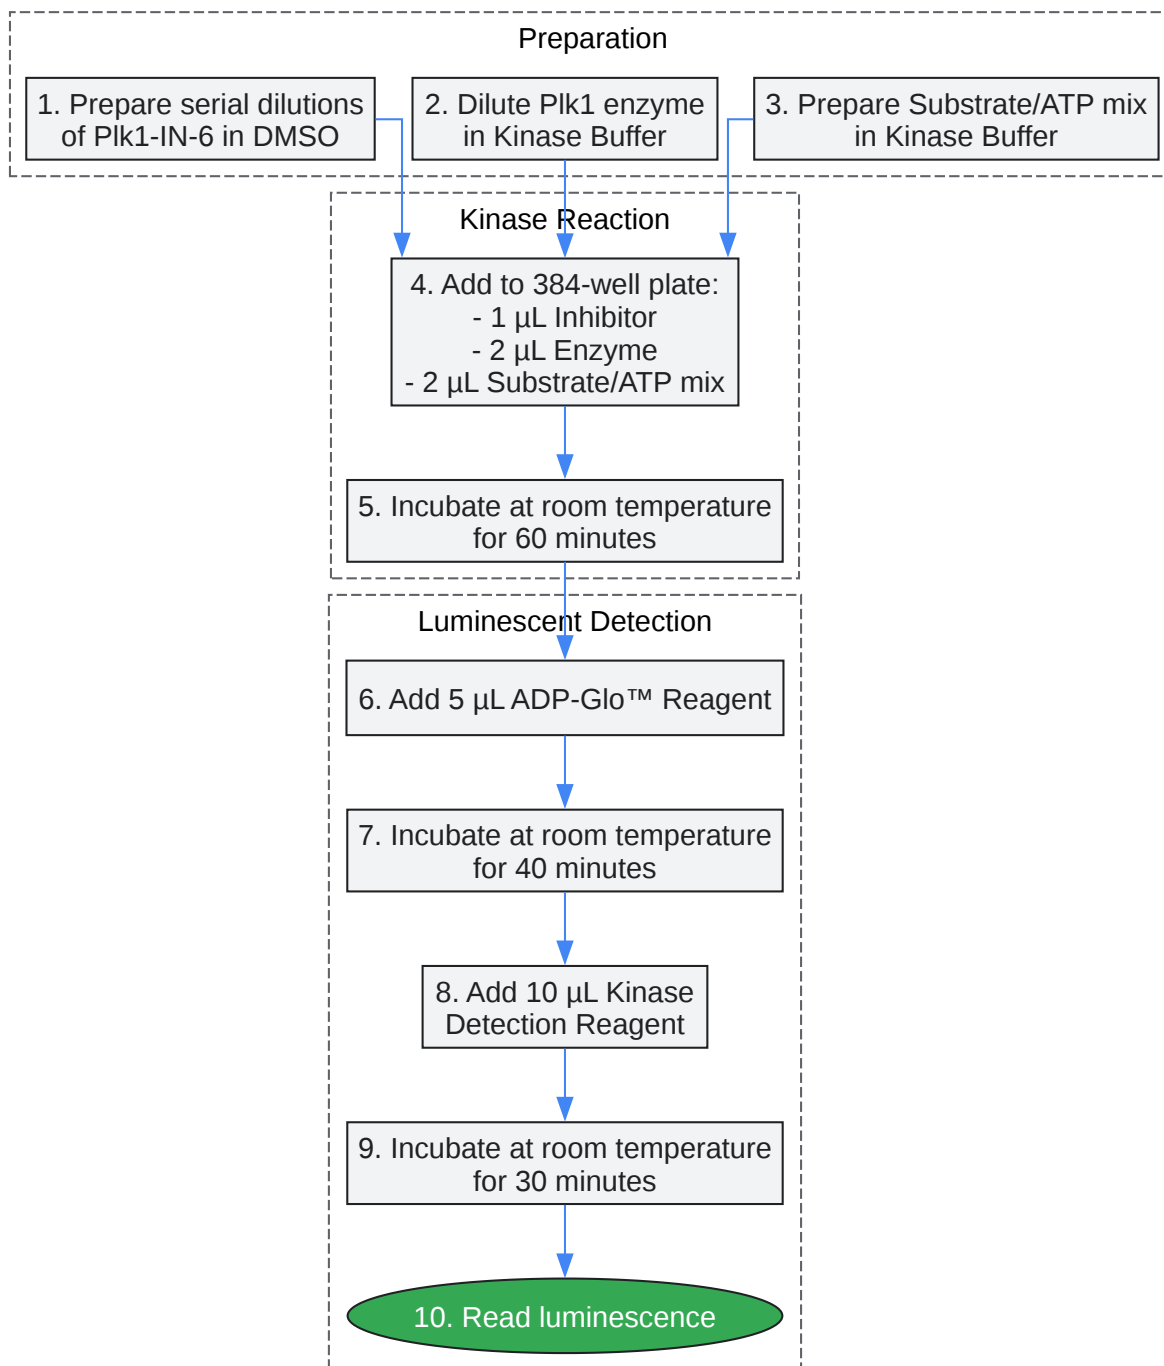 Preparation
1. Prepare serial dilutions
of Plk1-IN-6 in DMSO
2. Dilute Plk1 enzyme
in Kinase Buffer
3. Prepare Substrate/ATP mix
in Kinase Buffer
Kinase Reaction
4. Add to 384-well plate:
- 1 µL Inhibitor
- 2 µL Enzyme
- 2 µL Substrate/ATP mix
5. Incubate at room temperature
for 60 minutes
Luminescent Detection
6. Add 5 µL ADP-Glo™ Reagent
7. Incubate at room temperature
for 40 minutes
8. Add 10 µL Kinase
Detection Reagent
9. Incubate at room temperature
for 30 minutes
10. Read luminescence